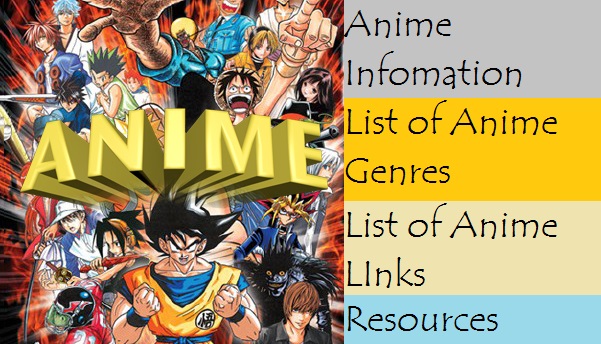 ANIME
Anime
Infomation
List of Anime
Genres
List of Anime
LInks
Resources